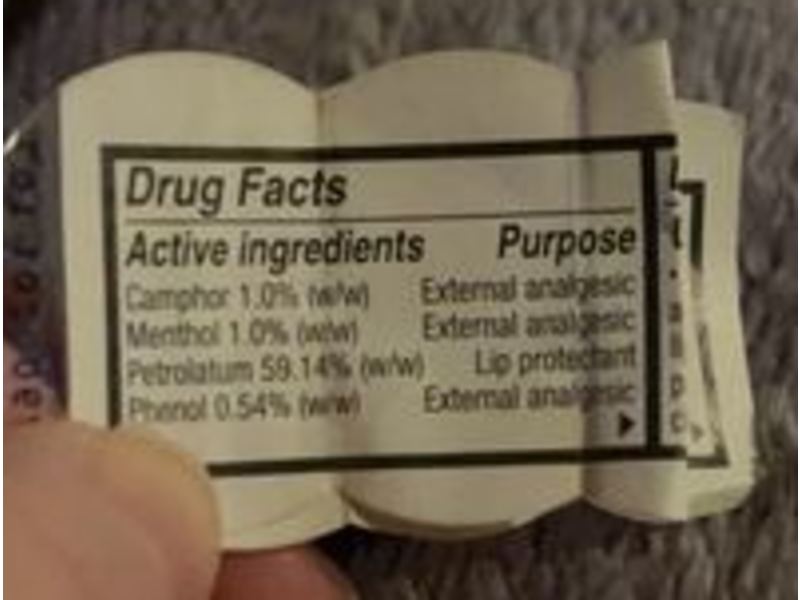 Drug Facts
Active ingredients Purpose
Camphor 1.0% (w/w) External analgesic
Menthol 1.0% (w/w) External analgesic
Petrolatum 59.14% (w/w) Lip protectant
Phenol 0.54% (w/w) External analgesic